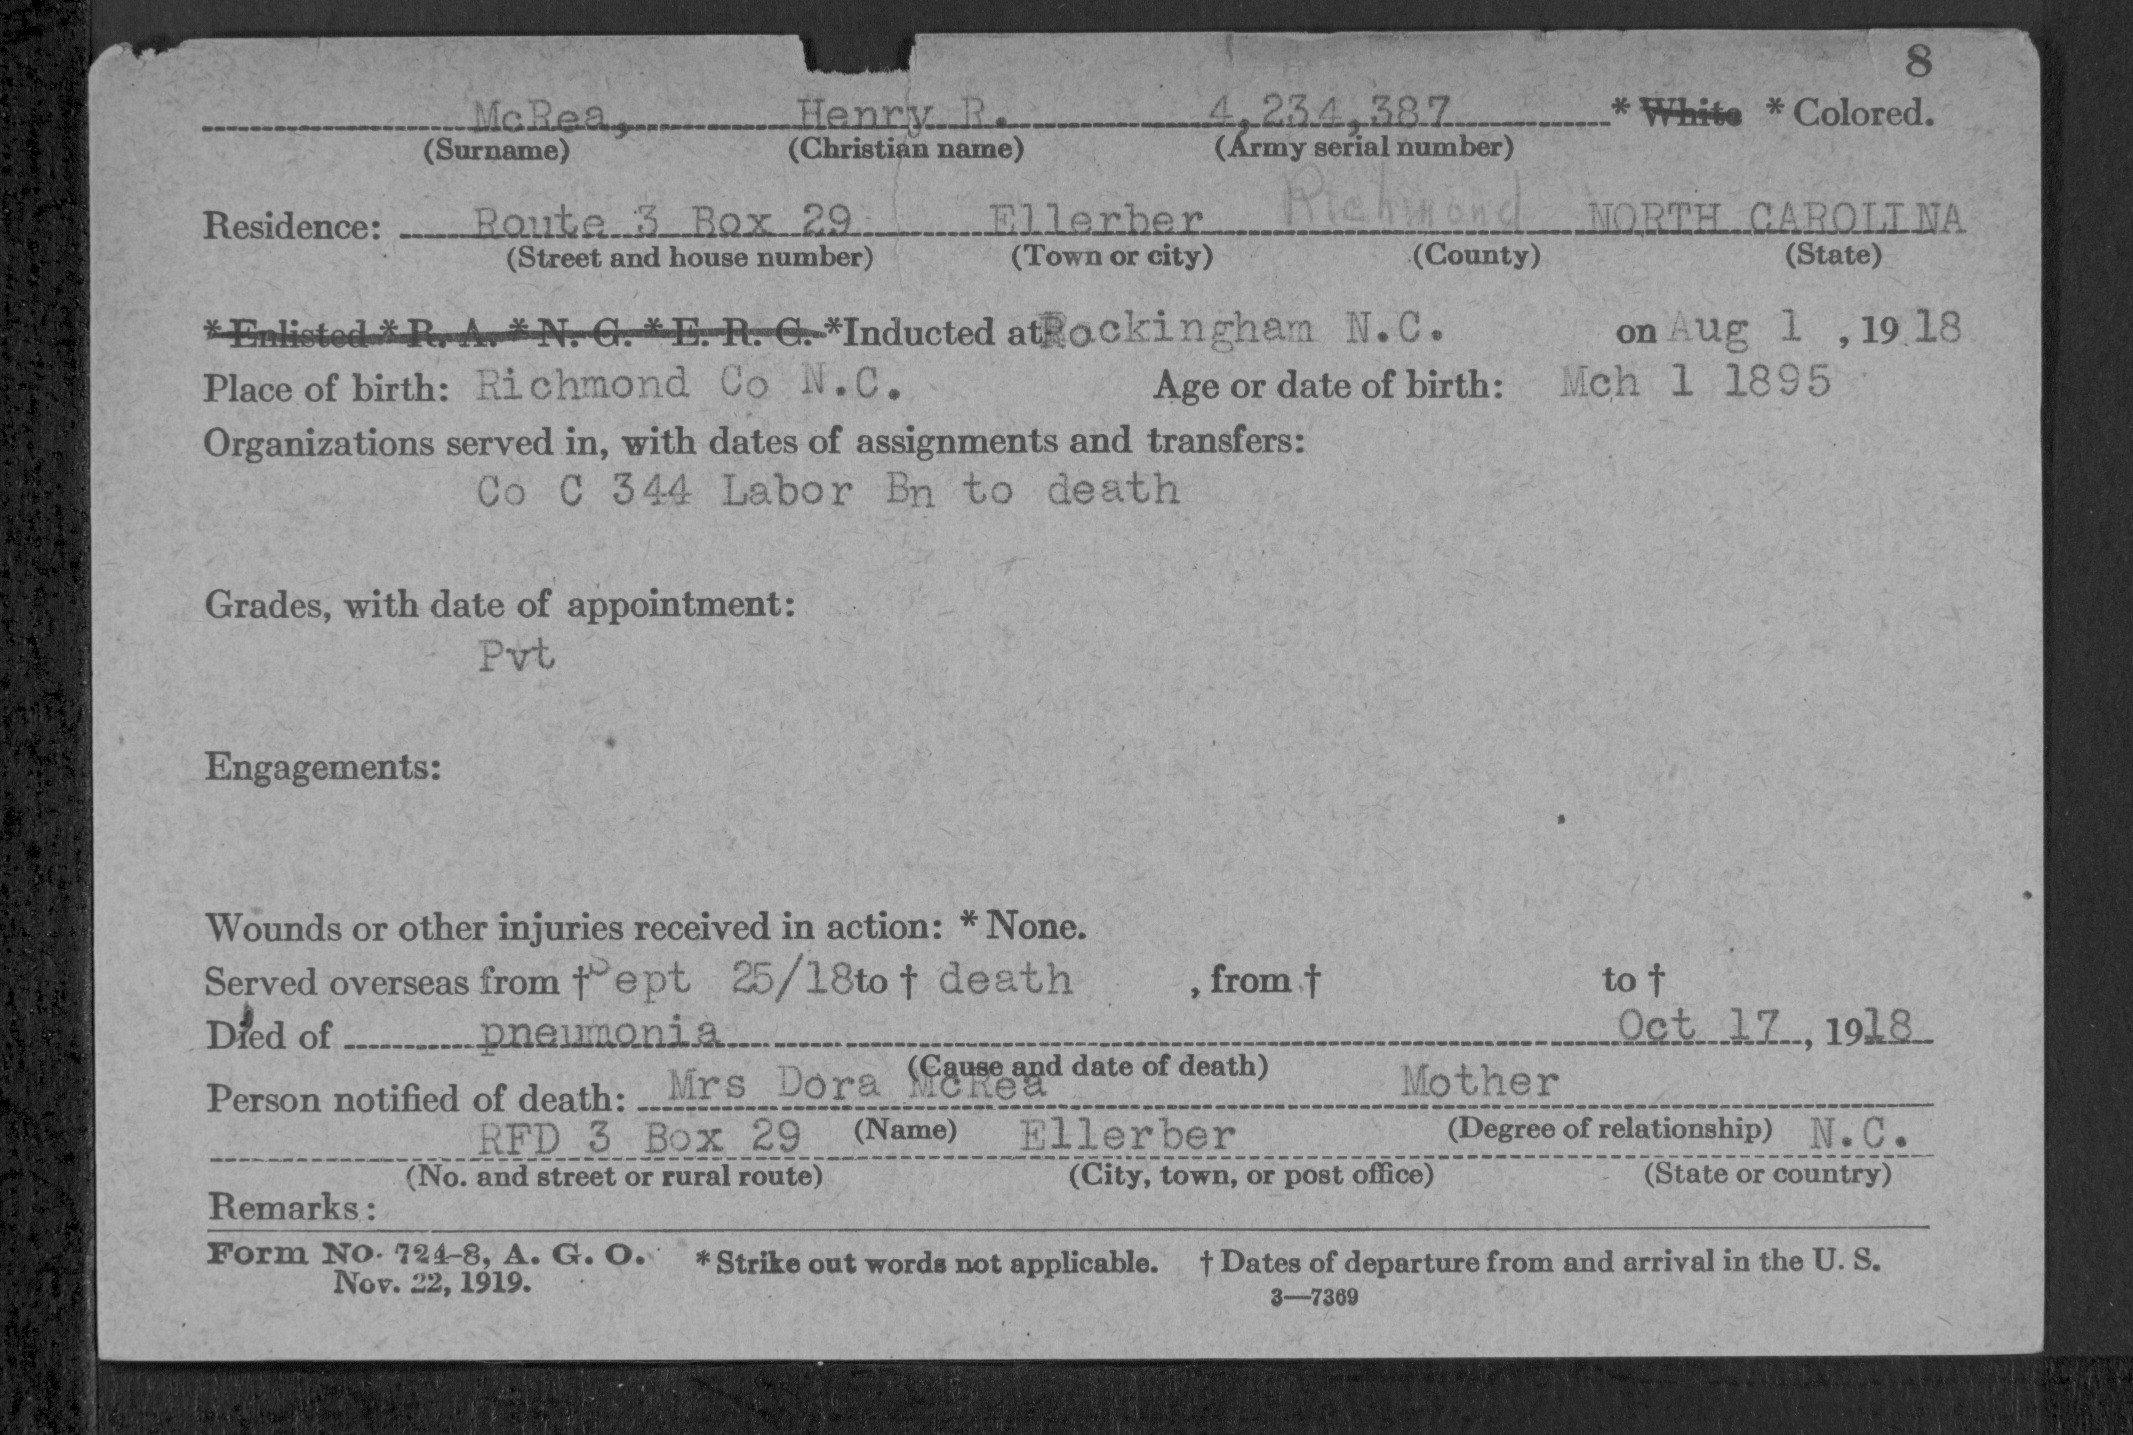 8
McRea, Henry R. 4,234,387 * White * Colored.
(Surname) (Christian name) (Army serial number)
Residence: Route 3 Box 29 Ellerber Richmond NORTH CAROLINA
(Street and house number) (Town or city) (County) (State)
* Enlisted * R. A. * N. G. * E. R. C. *Inducted at Rockingham N.C. on Aug 1 , 19 18
Place of birth: Richmond Co N.C. Age or date of birth: Mch 1 1895
Organizations served in, with dates of assignments and transfers:
Co C 344 Labor Bn to death
Grades, with date of appointment:
Pvt
Engagements:
Wounds or other injuries received in action: * None.
Served overseas from † Sept 25/18 to † death , from † to †
Died of pneumonia Oct 17 , 1918
(Cause and date of death)
Person notified of death: Mrs Dora McRea Mother
(Name) (Degree of relationship)
RFD 3 Box 29 Ellerber N.C.
(No. and street or rural route) (City, town, or post office) (State or country)
Remarks:
Form No. 724-8, A. G. O. * Strike out words not applicable. † Dates of departure from and arrival in the U. S.
Nov. 22, 1919. 3—7369